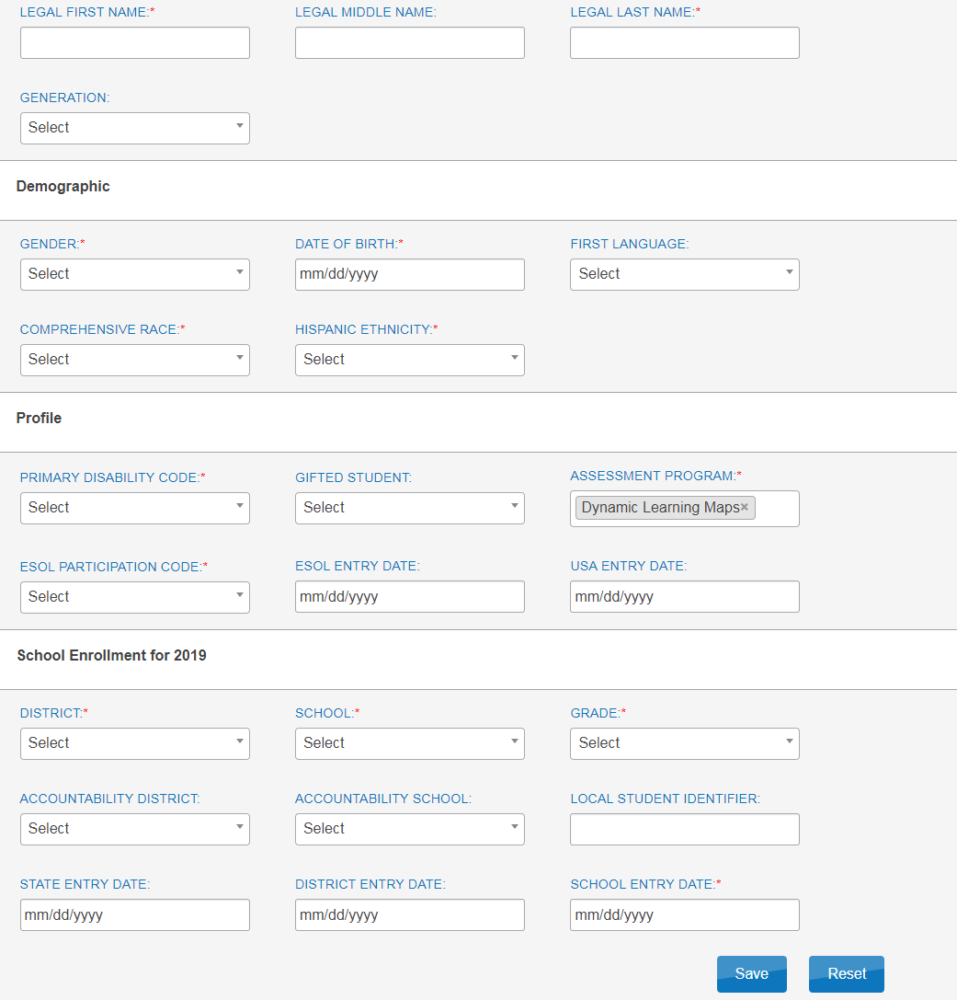 LEGAL FIRST NAME:* LEGAL MIDDLE NAME: LEGAL LAST NAME:*
GENERATION:
Select
Demographic
GENDER:* DATE OF BIRTH:* FIRST LANGUAGE:
Select mm/dd/yyyy Select
COMPREHENSIVE RACE:* HISPANIC ETHNICITY:*
Select Select
Profile
PRIMARY DISABILITY CODE:* GIFTED STUDENT: ASSESSMENT PROGRAM:*
Select Select Dynamic Learning Maps×
ESOL PARTICIPATION CODE:* ESOL ENTRY DATE: USA ENTRY DATE:
Select mm/dd/yyyy mm/dd/yyyy
School Enrollment for 2019
DISTRICT:* SCHOOL:* GRADE:*
Select Select Select
ACCOUNTABILITY DISTRICT: ACCOUNTABILITY SCHOOL: LOCAL STUDENT IDENTIFIER:
Select Select
STATE ENTRY DATE: DISTRICT ENTRY DATE: SCHOOL ENTRY DATE:*
mm/dd/yyyy mm/dd/yyyy mm/dd/yyyy
Save Reset